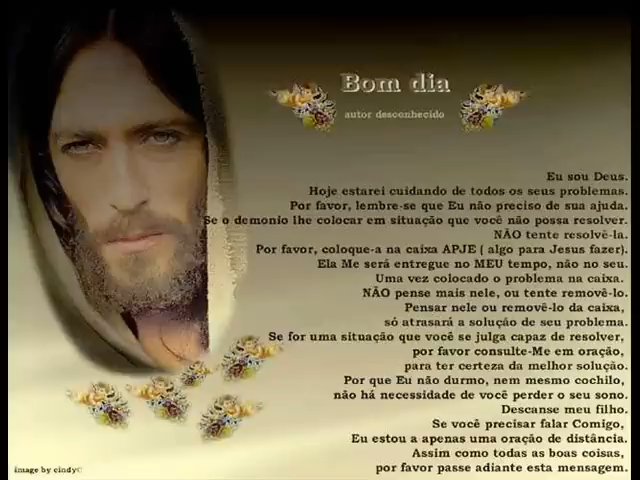 Bom dia
autor desconhecido
Eu sou Deus.
Hoje estarei cuidando de todos os seus problemas.
Por favor, lembre-se que Eu não preciso de sua ajuda.
Se o demonio lhe colocar em situação que você não possa resolver.
NÃO tente resolvê-la.
Por favor, coloque-a na caixa APJE ( algo para Jesus fazer).
Ela Me será entregue no MEU tempo, não no seu.
Uma vez colocado o problema na caixa.
NÃO pense mais nele, ou tente removê-lo.
Pensar nele ou removê-lo da caixa,
só atrasará a solução de seu problema.
Se for uma situação que você se julga capaz de resolver,
por favor consulte-Me em oração,
para ter certeza da melhor solução.
Por que Eu não durmo, nem mesmo cochilo,
não há necessidade de você perder o seu sono.
Descanse meu filho.
Se você precisar falar Comigo,
Eu estou a apenas uma oração de distância.
Assim como todas as boas coisas,
por favor passe adiante esta mensagem.
image by cindy©